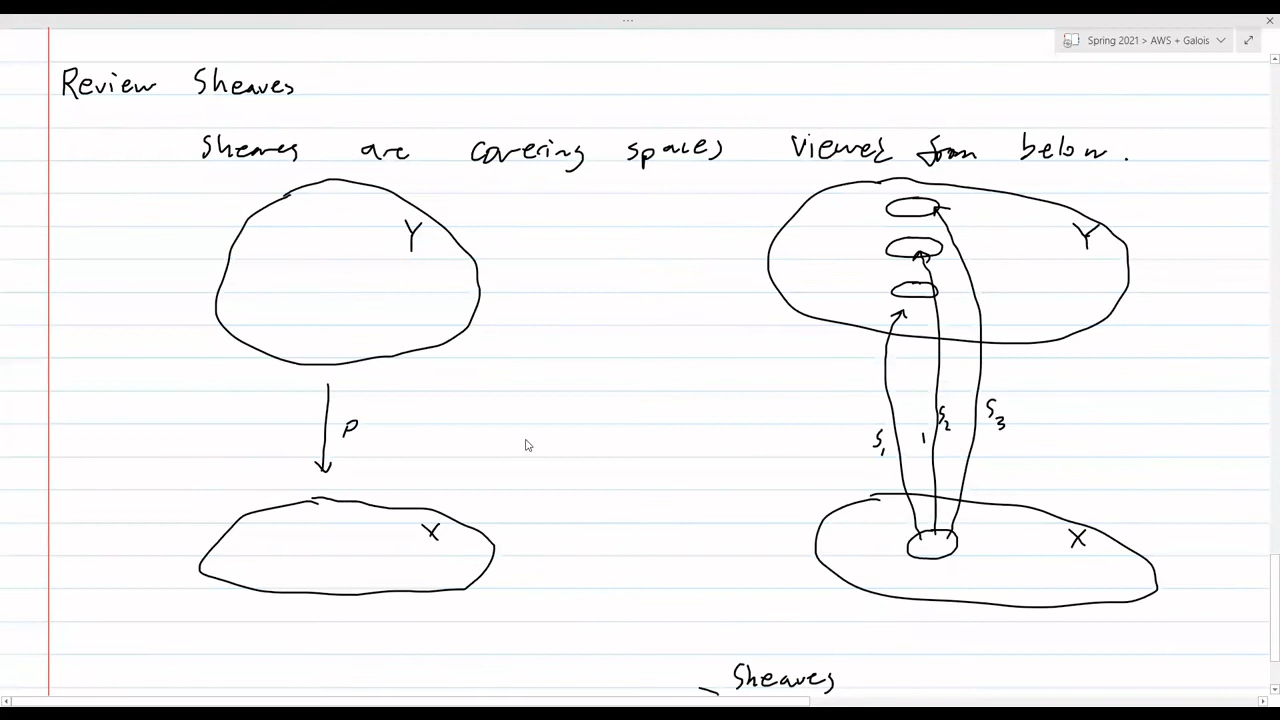 Spring 2021 > AWS + Galois
Review Sheaves
Sheaves are covering spaces viewed from below.
Y
Y
P
S1
S2
S3
X
X
Sheaves